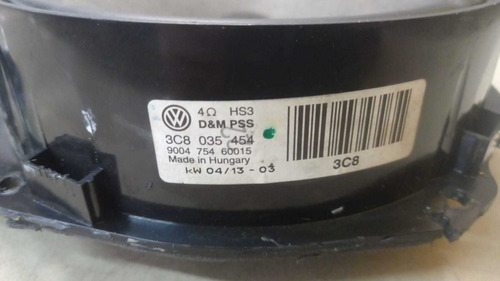 4Ω HS3
D&M PSS
3C8 035 454
9004 754 60015
Made in Hungary
KW 04/13 - 03
3C8